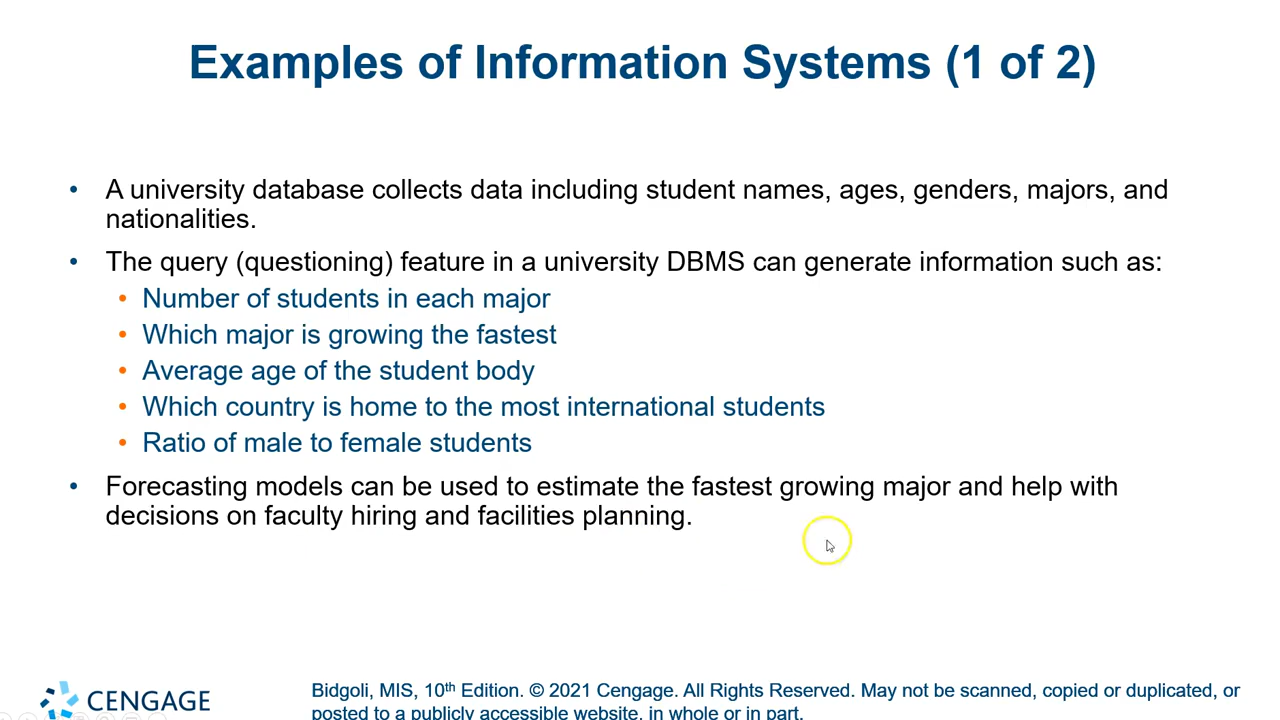 Examples of Information Systems (1 of 2)
• A university database collects data including student names, ages, genders, majors, and
nationalities.
• The query (questioning) feature in a university DBMS can generate information such as:
• Number of students in each major
• Which major is growing the fastest
• Average age of the student body
• Which country is home to the most international students
• Ratio of male to female students
• Forecasting models can be used to estimate the fastest growing major and help with
decisions on faculty hiring and facilities planning.
CENGAGE
Bidgoli, MIS, 10th Edition. © 2021 Cengage. All Rights Reserved. May not be scanned, copied or duplicated, or
posted to a publicly accessible website, in whole or in part.